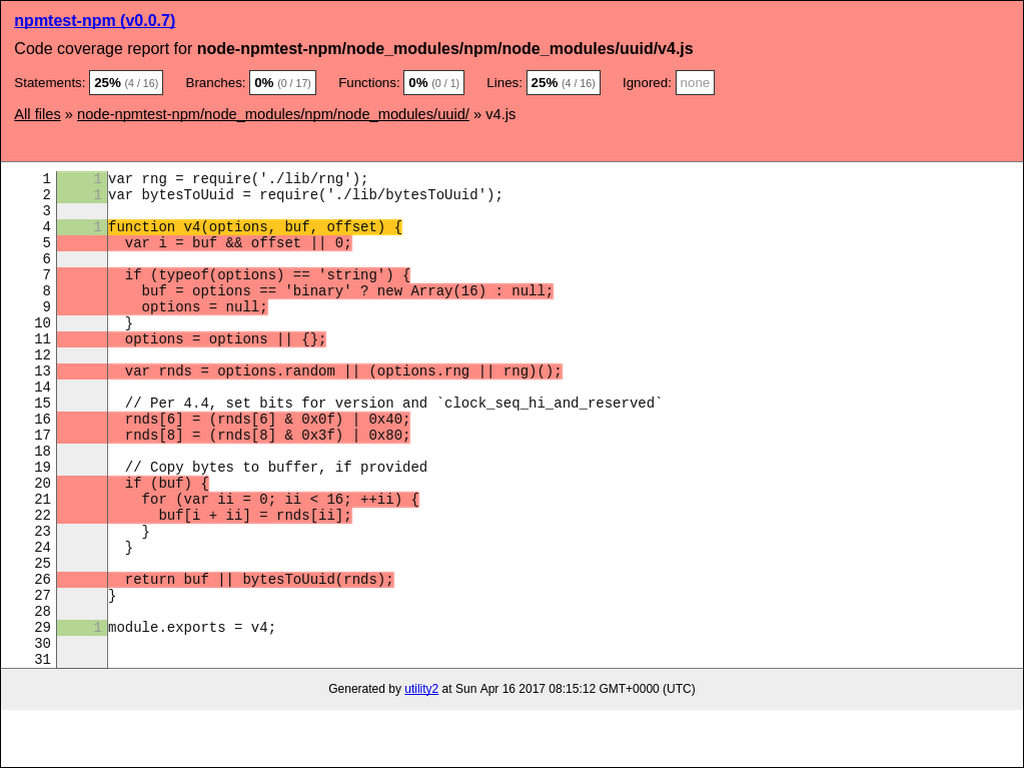 npmtest-npm (v0.0.7)
Code coverage report for node-npmtest-npm/node_modules/npm/node_modules/uuid/v4.js
Statements: 25% (4 / 16) Branches: 0% (0 / 17) Functions: 0% (0 / 1) Lines: 25% (4 / 16) Ignored: none
All files » node-npmtest-npm/node_modules/npm/node_modules/uuid/ » v4.js
1 1 var rng = require('./lib/rng');
2 1 var bytesToUuid = require('./lib/bytesToUuid');
3
4 1 function v4(options, buf, offset) {
5   var i = buf && offset || 0;
6
7   if (typeof(options) == 'string') {
8     buf = options == 'binary' ? new Array(16) : null;
9     options = null;
10   }
11   options = options || {};
12
13   var rnds = options.random || (options.rng || rng)();
14
15   // Per 4.4, set bits for version and `clock_seq_hi_and_reserved`
16   rnds[6] = (rnds[6] & 0x0f) | 0x40;
17   rnds[8] = (rnds[8] & 0x3f) | 0x80;
18
19   // Copy bytes to buffer, if provided
20   if (buf) {
21     for (var ii = 0; ii < 16; ++ii) {
22       buf[i + ii] = rnds[ii];
23     }
24   }
25
26   return buf || bytesToUuid(rnds);
27 }
28
29 1 module.exports = v4;
30
31
Generated by utility2 at Sun Apr 16 2017 08:15:12 GMT+0000 (UTC)